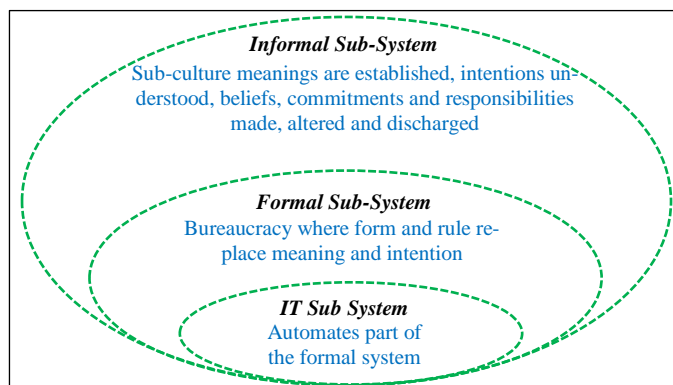 Informal Sub-System
Sub-culture meanings are established, intentions un-
derstood, beliefs, commitments and responsibilities
made, altered and discharged
Formal Sub-System
Bureaucracy where form and rule re-
place meaning and intention
IT Sub System
Automates part of
the formal system